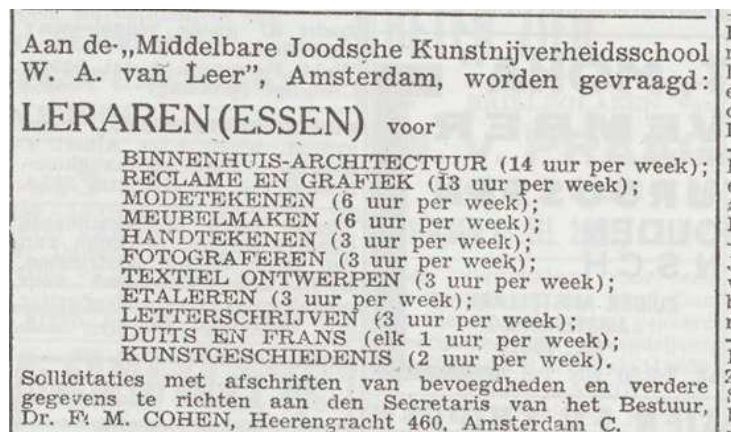 Aan de „Middelbare Joodsche Kunstnijverheidsschool
W. A. van Leer”, Amsterdam, worden gevraagd:
LERAREN (ESSEN) voor
BINNENHUIS-ARCHITECTUUR (14 uur per week);
RECLAME EN GRAFIEK (13 uur per week);
MODETEKENEN (6 uur per week);
MEUBELMAKEN (6 uur per week);
HANDTEKENEN (3 uur per week);
FOTOGRAFEREN (3 uur per week);
TEXTIEL ONTWERPEN (3 uur per week);
ETALEREN (3 uur per week);
LETTERSCHRIJVEN (3 uur per week);
DUITS EN FRANS (elk 1 uur per week);
KUNSTGESCHIEDENIS (2 uur per week).
Sollicitaties met afschriften van bevoegdheden en verdere
gegevens te richten aan den Secretaris van het Bestuur,
Dr. F. M. COHEN, Heerengracht 460, Amsterdam C.